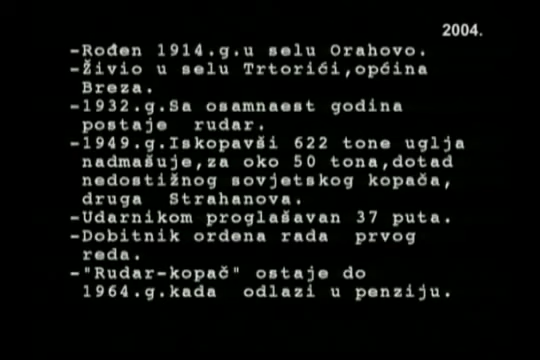 2004.
-Rođen 1914.g.u selu Orahovo.
-Živio u selu Trtorići,općina
Breza.
-1932.g.Sa osamnaest godina
postaje rudar.
-1949.g.Iskopavši 622 tone uglja
nadmašuje,za oko 50 tona,dotad
nedostižnog sovjetskog kopača,
druga Strahanova.
-Udarnikom proglašavan 37 puta.
-Dobitnik ordena rada prvog
reda.
-"Rudar-kopač" ostaje do
1964.g.kada odlazi u penziju.